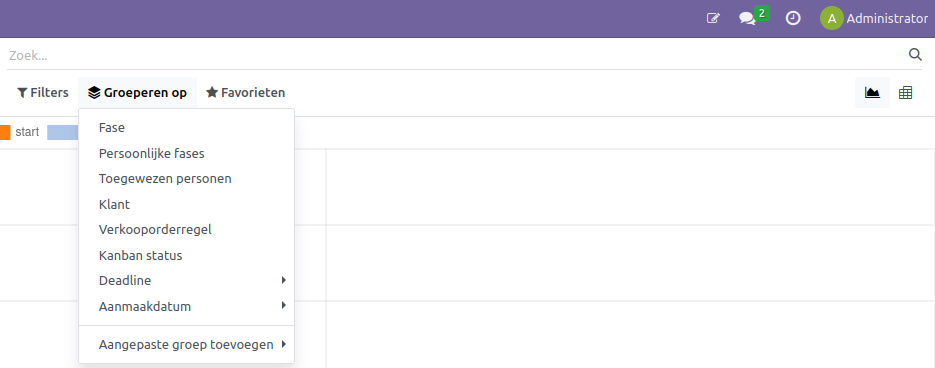 2
A Administrator
Zoek...
Filters Groeperen op Favorieten
start
Fase
Persoonlijke fases
Toegewezen personen
Klant
Verkooporderregel
Kanban status
Deadline
Aanmaakdatum
Aangepaste groep toevoegen